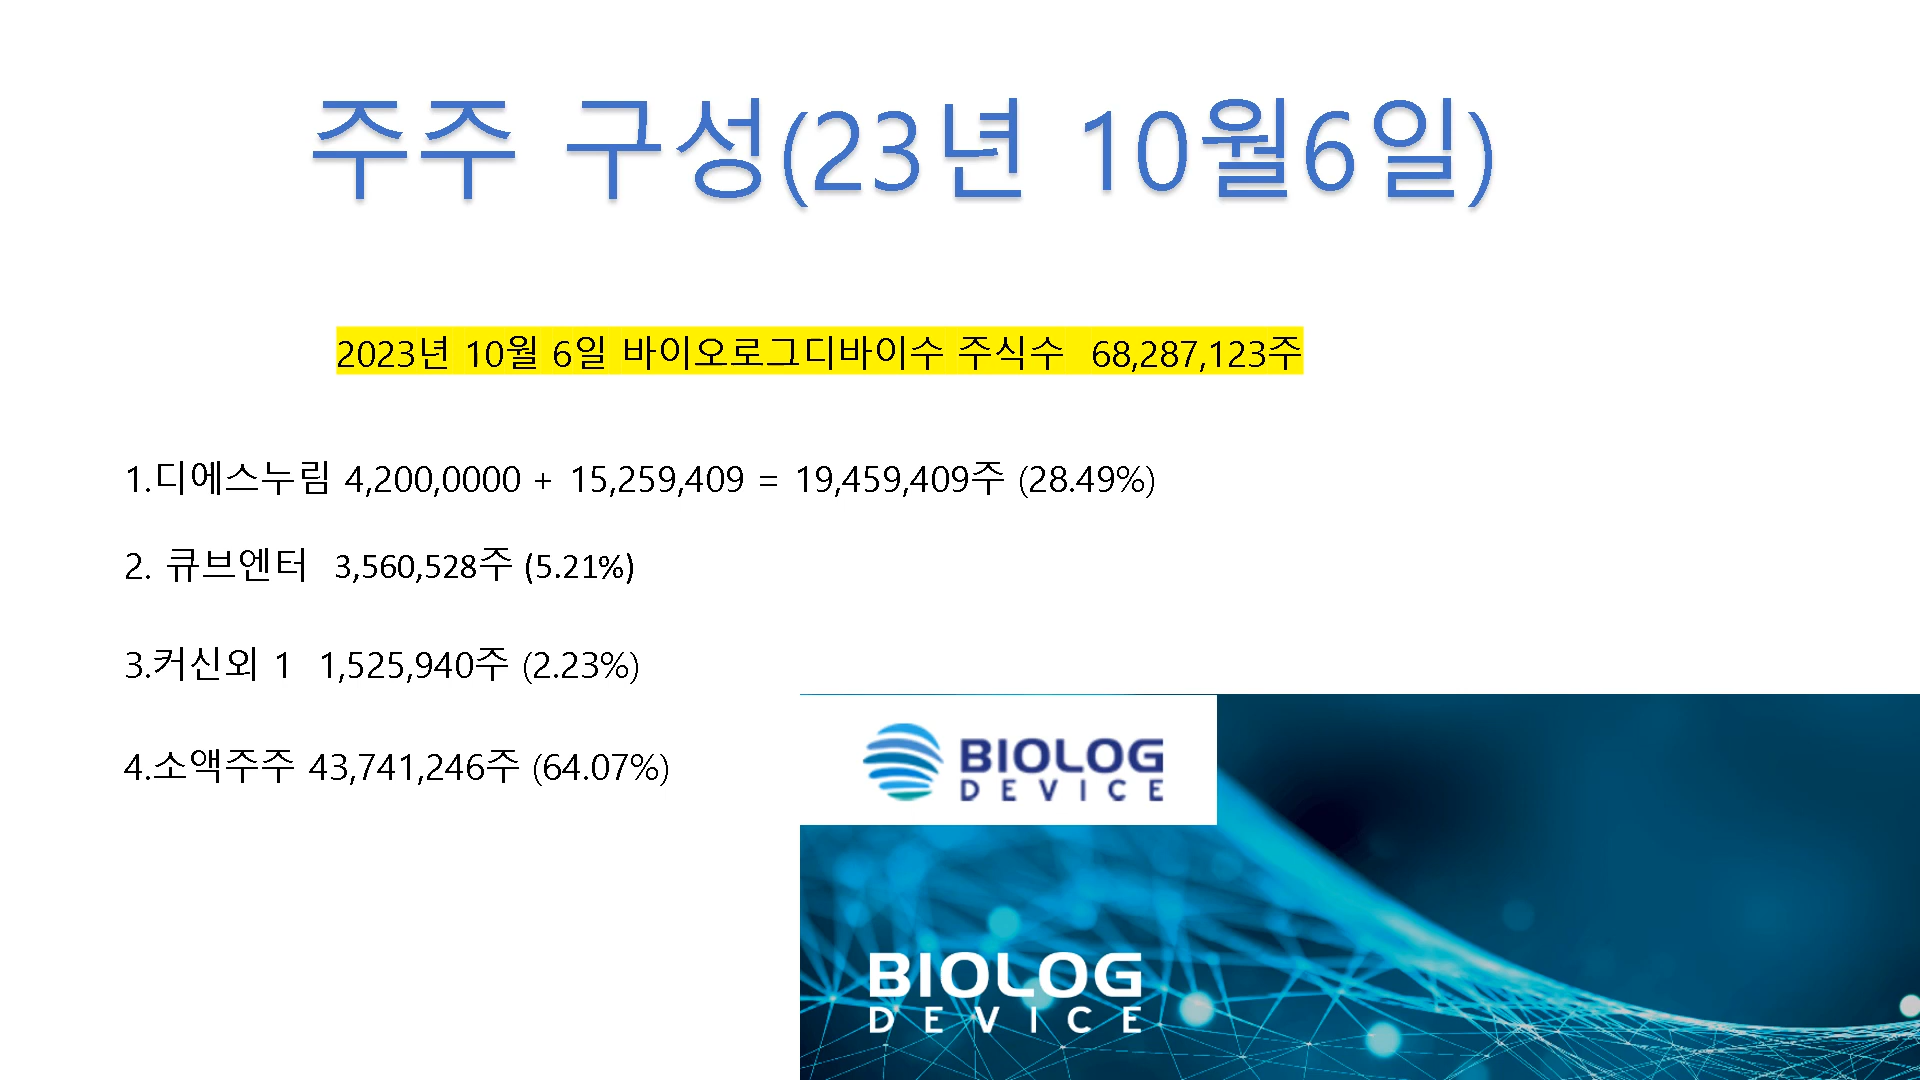 주주 구성(23년 10월6일)
2023년 10월 6일 바이오로그디바이수 주식수 68,287,123주
1.디에스누림 4,200,0000 + 15,259,409 = 19,459,409주 (28.49%)
2. 큐브엔터 3,560,528주 (5.21%)
3.커신외 1 1,525,940주 (2.23%)
4.소액주주 43,741,246주 (64.07%)
BIOLOG
DEVICE
BIOLOG
DEVICE